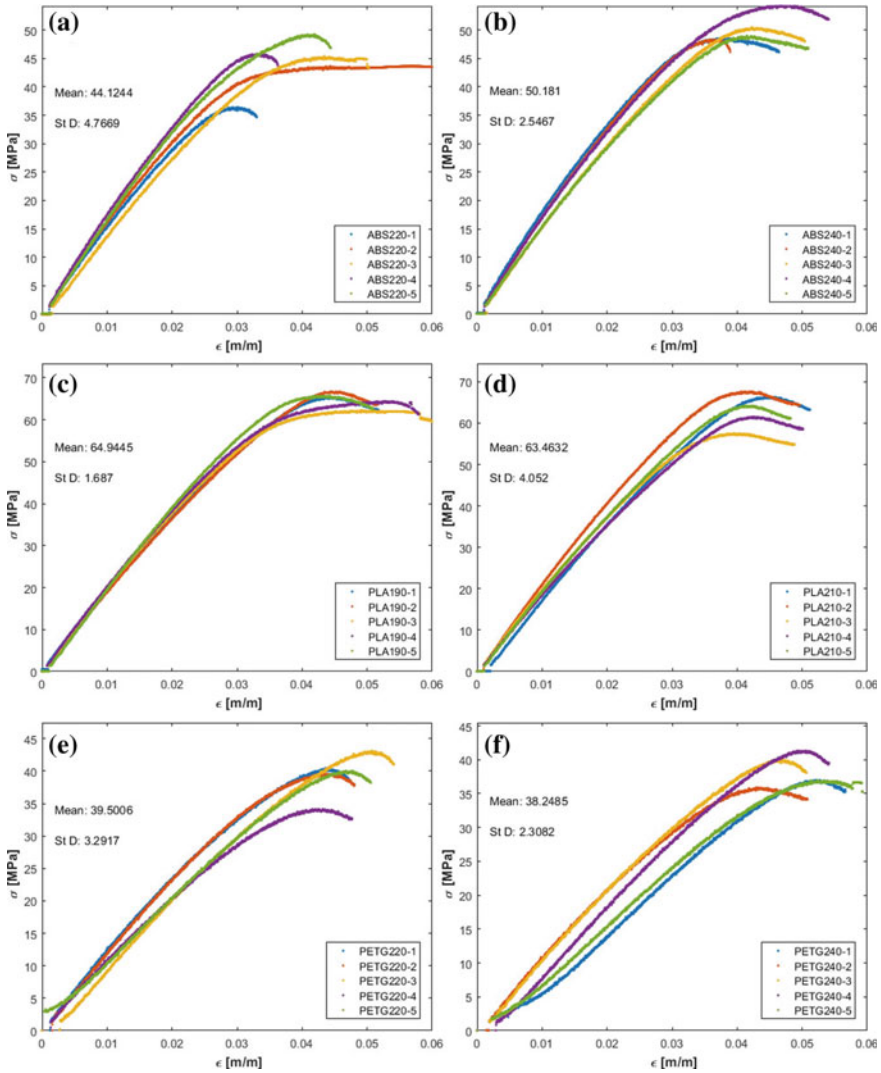 (a)
50
45
40
35
30
25
20
15
10
5
0
σ [MPa]
Mean: 44.1244
St D: 4.7669
ABS220-1
ABS220-2
ABS220-3
ABS220-4
ABS220-5
0 0.01 0.02 0.03 0.04 0.05 0.06
ϵ [m/m]
(b)
50
45
40
35
30
25
20
15
10
5
0
σ [MPa]
Mean: 50.181
St D: 2.5467
ABS240-1
ABS240-2
ABS240-3
ABS240-4
ABS240-5
0 0.01 0.02 0.03 0.04 0.05 0.06
ϵ [m/m]
(c)
70
60
50
40
30
20
10
0
σ [MPa]
Mean: 64.9445
St D: 1.687
PLA190-1
PLA190-2
PLA190-3
PLA190-4
PLA190-5
0 0.01 0.02 0.03 0.04 0.05 0.06
ϵ [m/m]
(d)
70
60
50
40
30
20
10
0
σ [MPa]
Mean: 63.4632
St D: 4.052
PLA210-1
PLA210-2
PLA210-3
PLA210-4
PLA210-5
0 0.01 0.02 0.03 0.04 0.05 0.06
ϵ [m/m]
(e)
45
40
35
30
25
20
15
10
5
0
σ [MPa]
Mean: 39.5006
St D: 3.2917
PETG220-1
PETG220-2
PETG220-3
PETG220-4
PETG220-5
0 0.01 0.02 0.03 0.04 0.05 0.06
ϵ [m/m]
(f)
45
40
35
30
25
20
15
10
5
0
σ [MPa]
Mean: 38.2485
St D: 2.3082
PETG240-1
PETG240-2
PETG240-3
PETG240-4
PETG240-5
0 0.01 0.02 0.03 0.04 0.05 0.06
ϵ [m/m]